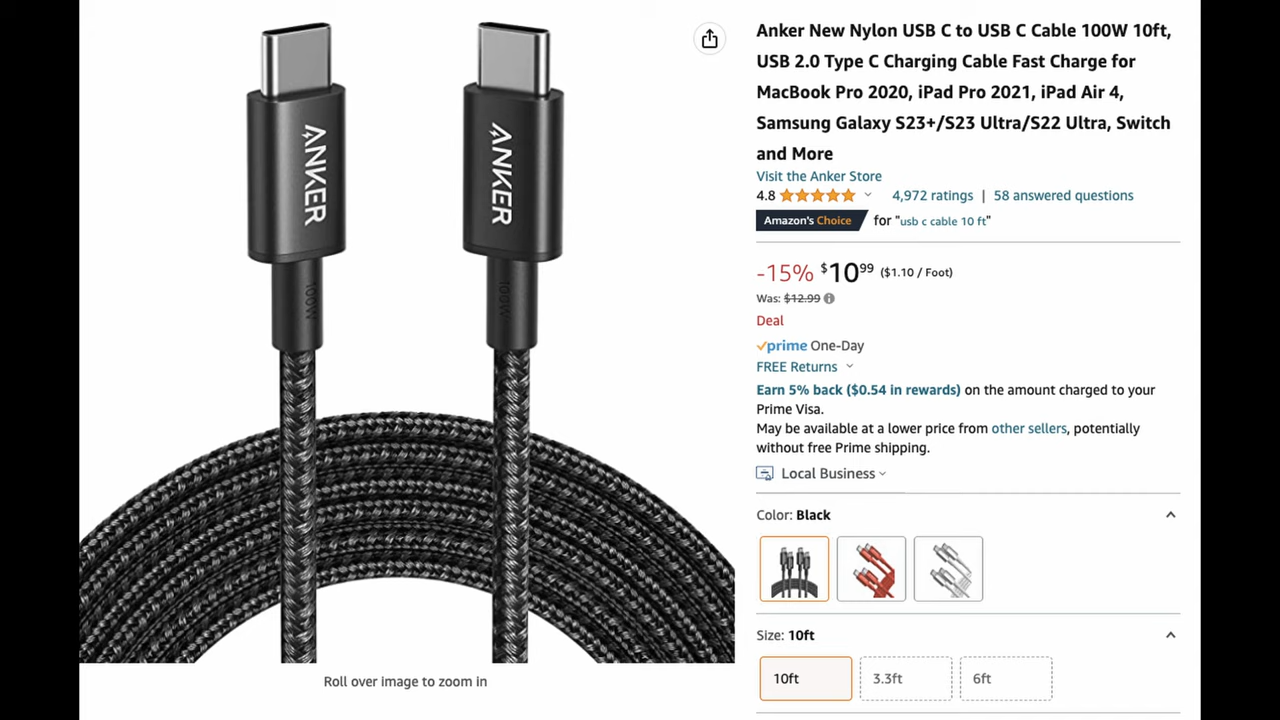 ANKER
ANKER
100W
100W
Roll over image to zoom in
Anker New Nylon USB C to USB C Cable 100W 10ft,
USB 2.0 Type C Charging Cable Fast Charge for
MacBook Pro 2020, iPad Pro 2021, iPad Air 4,
Samsung Galaxy S23+/S23 Ultra/S22 Ultra, Switch
and More
Visit the Anker Store
4.8 4,972 ratings | 58 answered questions
Amazon's Choice for "usb c cable 10 ft"
-15% $10 99 ($1.10 / Foot)
Was: $12.99
Deal
prime One-Day
FREE Returns
Earn 5% back ($0.54 in rewards) on the amount charged to your
Prime Visa.
May be available at a lower price from other sellers, potentially
without free Prime shipping.
Local Business
Color: Black
Size: 10ft
10ft 3.3ft 6ft